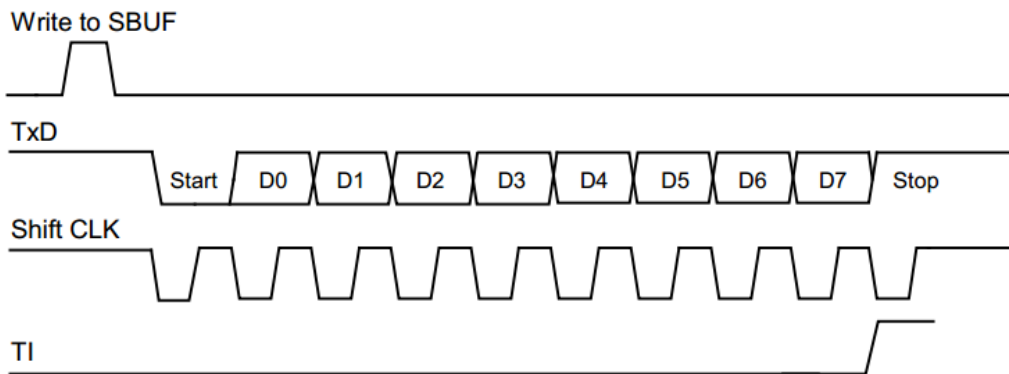 Write to SBUF
TxD
Start D0 D1 D2 D3 D4 D5 D6 D7 Stop
Shift CLK
TI